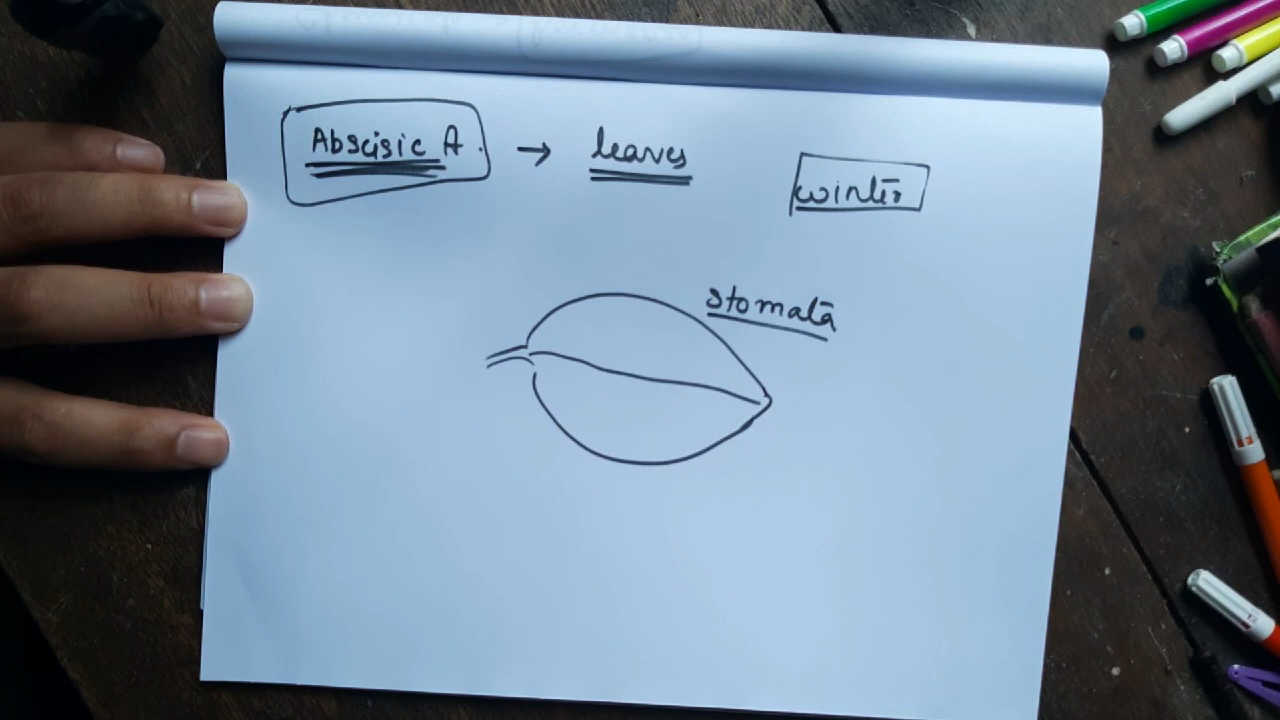 Abscisic A. → leaves
winter
stomata